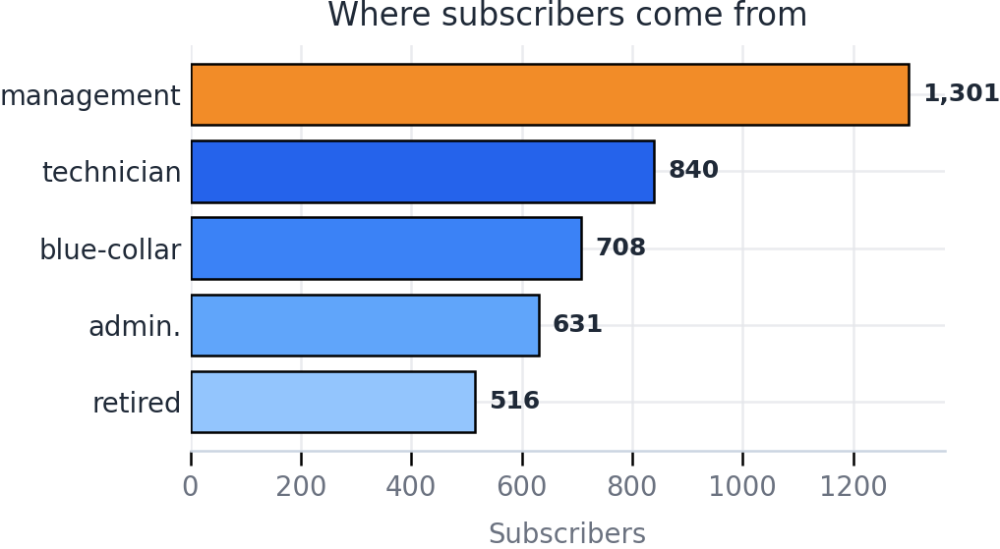 Where subscribers come from
management 1,301
technician 840
blue-collar 708
admin. 631
retired 516
0 200 400 600 800 1000 1200
Subscribers